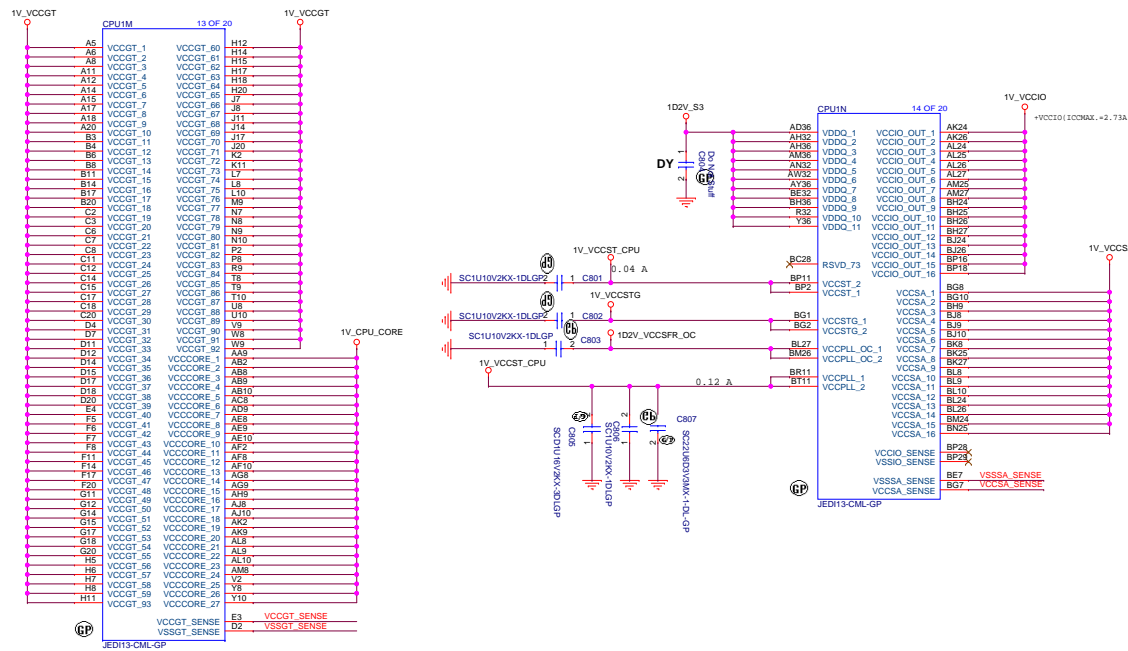 1V_VCCGT
1V_VCCGT
CPU1M 13 OF 20
A5 VCCGT_1 VCCGT_60 H12
A6 VCCGT_2 VCCGT_61 H14
A8 VCCGT_3 VCCGT_62 H15
A11 VCCGT_4 VCCGT_63 H17
A12 VCCGT_5 VCCGT_64 H18
A14 VCCGT_6 VCCGT_65 H20
A15 VCCGT_7 VCCGT_66 J7
A17 VCCGT_8 VCCGT_67 J8
A18 VCCGT_9 VCCGT_68 J11
A20 VCCGT_10 VCCGT_69 J14
B3 VCCGT_11 VCCGT_70 J17
B4 VCCGT_12 VCCGT_71 J20
B6 VCCGT_13 VCCGT_72 K2
B8 VCCGT_14 VCCGT_73 K11
B11 VCCGT_15 VCCGT_74 L7
B14 VCCGT_16 VCCGT_75 L8
B17 VCCGT_17 VCCGT_76 L10
B20 VCCGT_18 VCCGT_77 M9
C2 VCCGT_19 VCCGT_78 N7
C3 VCCGT_20 VCCGT_79 N8
C6 VCCGT_21 VCCGT_80 N9
C7 VCCGT_22 VCCGT_81 N10
C8 VCCGT_23 VCCGT_82 P2
C11 VCCGT_24 VCCGT_83 P8
C12 VCCGT_25 VCCGT_84 R9
C14 VCCGT_26 VCCGT_85 T8
C15 VCCGT_27 VCCGT_86 T9
C17 VCCGT_28 VCCGT_87 T10
C18 VCCGT_29 VCCGT_88 U8
C20 VCCGT_30 VCCGT_89 U10
D4 VCCGT_31 VCCGT_90 V9
D7 VCCGT_32 VCCGT_91 W8
D11 VCCGT_33 VCCGT_92 W9
1V_CPU_CORE
D12 VCCGT_34 VCCCORE_1 AA9
D14 VCCGT_35 VCCCORE_2 AB2
D15 VCCGT_36 VCCCORE_3 AB8
D17 VCCGT_37 VCCCORE_4 AB9
D18 VCCGT_38 VCCCORE_5 AB10
D20 VCCGT_39 VCCCORE_6 AC8
E4 VCCGT_40 VCCCORE_7 AD9
F5 VCCGT_41 VCCCORE_8 AE8
F6 VCCGT_42 VCCCORE_9 AE9
F7 VCCGT_43 VCCCORE_10 AE10
F8 VCCGT_44 VCCCORE_11 AF2
F11 VCCGT_45 VCCCORE_12 AF8
F14 VCCGT_46 VCCCORE_13 AF10
F17 VCCGT_47 VCCCORE_14 AG8
F20 VCCGT_48 VCCCORE_15 AG9
G11 VCCGT_49 VCCCORE_16 AH9
G12 VCCGT_50 VCCCORE_17 AJ8
G14 VCCGT_51 VCCCORE_18 AJ10
G15 VCCGT_52 VCCCORE_19 AK2
G17 VCCGT_53 VCCCORE_20 AK9
G18 VCCGT_54 VCCCORE_21 AL8
G20 VCCGT_55 VCCCORE_22 AL9
H5 VCCGT_56 VCCCORE_23 AL10
H6 VCCGT_57 VCCCORE_24 AM8
H7 VCCGT_58 VCCCORE_25 V2
H8 VCCGT_59 VCCCORE_26 Y8
H11 VCCGT_93 VCCCORE_27 Y10
VCCGT_SENSE E3 VCCGT_SENSE
VSSGT_SENSE D2 VSSGT_SENSE
GP
JEDI13-CML-GP
1D2V_S3
DY
1
2
C804
Do Not Stuff
GP
1V_VCCST_CPU
0.04 A
SC1U10V2KX-1DLGP 2 1 C801
GP
1V_VCCSTG
SC1U10V2KX-1DLGP 2 1 C802
GP
SC1U10V2KX-1DLGP 1 2 C803
GP
1D2V_VCCSFR_OC
1V_VCCST_CPU
0.12 A
2
1
C805
SCD1U16V2KX-3DLGP
2
1
C806
SC1U10V2KX-1DLGP
1
2
C807
SC22U6D3V3MX-1-DL-GP
CPU1N 14 OF 20
1V_VCCIO
+VCCIO(ICCMAX.=2.73A
AD36 VDDQ_1 VCCIO_OUT_1 AK24
AH32 VDDQ_2 VCCIO_OUT_2 AK26
AH36 VDDQ_3 VCCIO_OUT_3 AL24
AM36 VDDQ_4 VCCIO_OUT_4 AL25
AN32 VDDQ_5 VCCIO_OUT_5 AL26
AW32 VDDQ_6 VCCIO_OUT_6 AL27
AY36 VDDQ_7 VCCIO_OUT_7 AM25
BE32 VDDQ_8 VCCIO_OUT_8 AM27
BH36 VDDQ_9 VCCIO_OUT_9 BH24
R32 VDDQ_10 VCCIO_OUT_10 BH25
Y36 VDDQ_11 VCCIO_OUT_11 BH26
VCCIO_OUT_12 BH27
VCCIO_OUT_13 BJ24
VCCIO_OUT_14 BJ26
BC28 RSVD_73 VCCIO_OUT_15 BP16
VCCIO_OUT_16 BP18
1V_VCCS
BP11 VCCST_2
BP2 VCCST_1 VCCSA_1 BG8
VCCSA_2 BG10
VCCSA_3 BH9
BG1 VCCSTG_1 VCCSA_4 BJ8
BG2 VCCSTG_2 VCCSA_5 BJ9
VCCSA_6 BJ10
BL27 VCCPLL_OC_1 VCCSA_7 BK8
BM26 VCCPLL_OC_2 VCCSA_8 BK25
VCCSA_9 BK27
BR11 VCCPLL_1 VCCSA_10 BL8
BT11 VCCPLL_2 VCCSA_11 BL9
VCCSA_12 BL10
VCCSA_13 BL24
VCCSA_14 BL26
VCCSA_15 BM24
VCCSA_16 BN25
VCCIO_SENSE BP28
VSSIO_SENSE BP29
VSSSA_SENSE BE7 VSSSA_SENSE
VCCSA_SENSE BG7 VCCSA_SENSE
GP
JEDI13-CML-GP